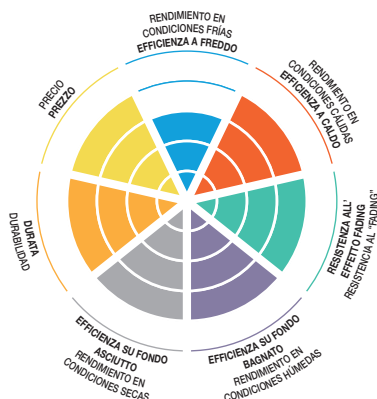 RENDIMIENTO EN
CONDICIONES FRÍAS
EFFICIENZA A FREDDO
RENDIMIENTO EN
CONDICIONES CÁLIDAS
EFFICIENZA A CALDO
RESISTENZA ALL'
EFFETTO FADING
RESISTENCIA AL "FADING"
EFFICIENZA SU FONDO
BAGNATO
RENDIMIENTO EN
CONDICIONES HÚMEDAS
EFFICIENZA SU FONDO
ASCIUTTO
RENDIMIENTO EN
CONDICIONES SECAS
DURATA
DURABILIDAD
PRECIO
PREZZO